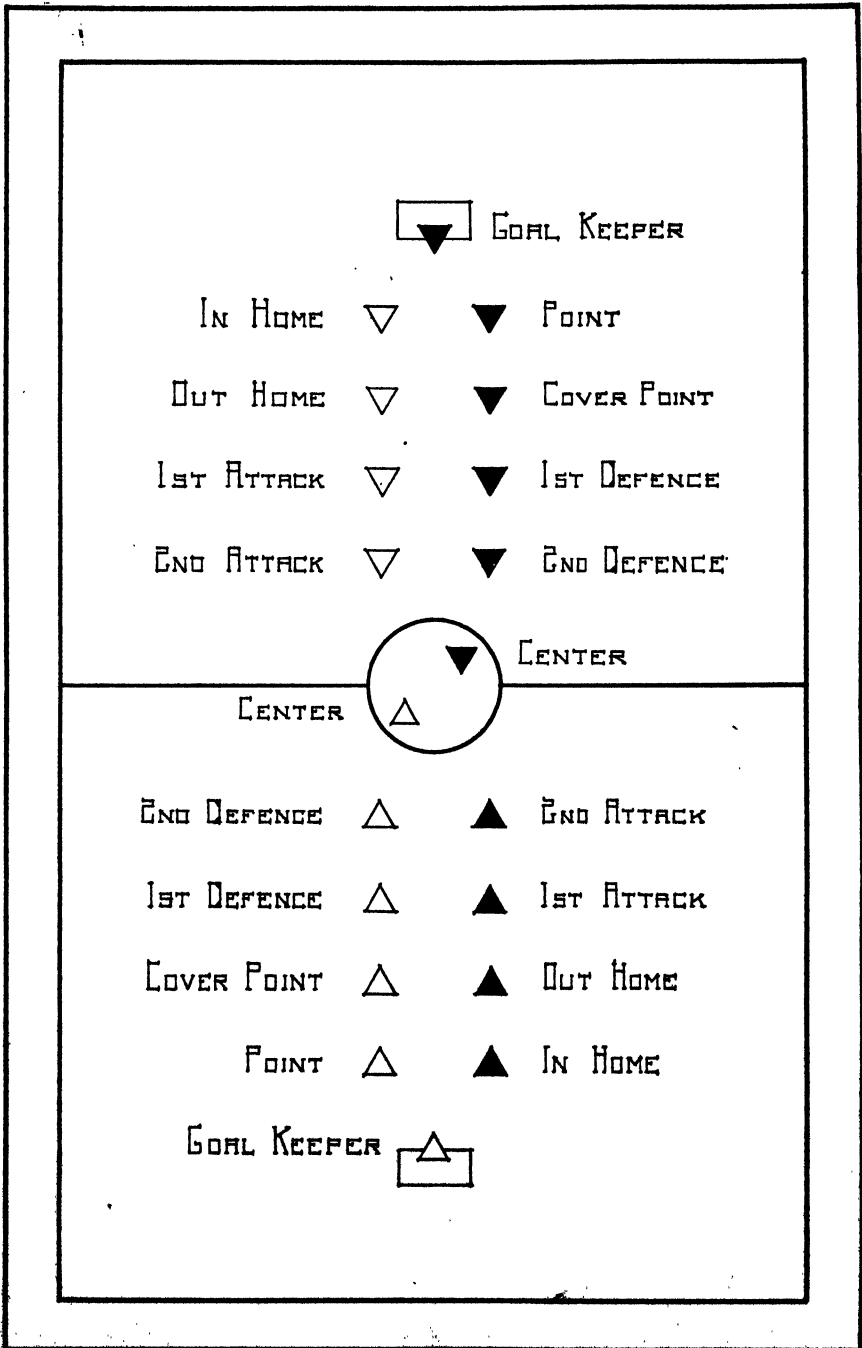 Goal Keeper
In Home Point
Out Home Cover Point
1st Attack 1st Defence
2nd Attack 2nd Defence
Center
Center
2nd Defence 2nd Attack
1st Defence 1st Attack
Cover Point Out Home
Point In Home
Goal Keeper